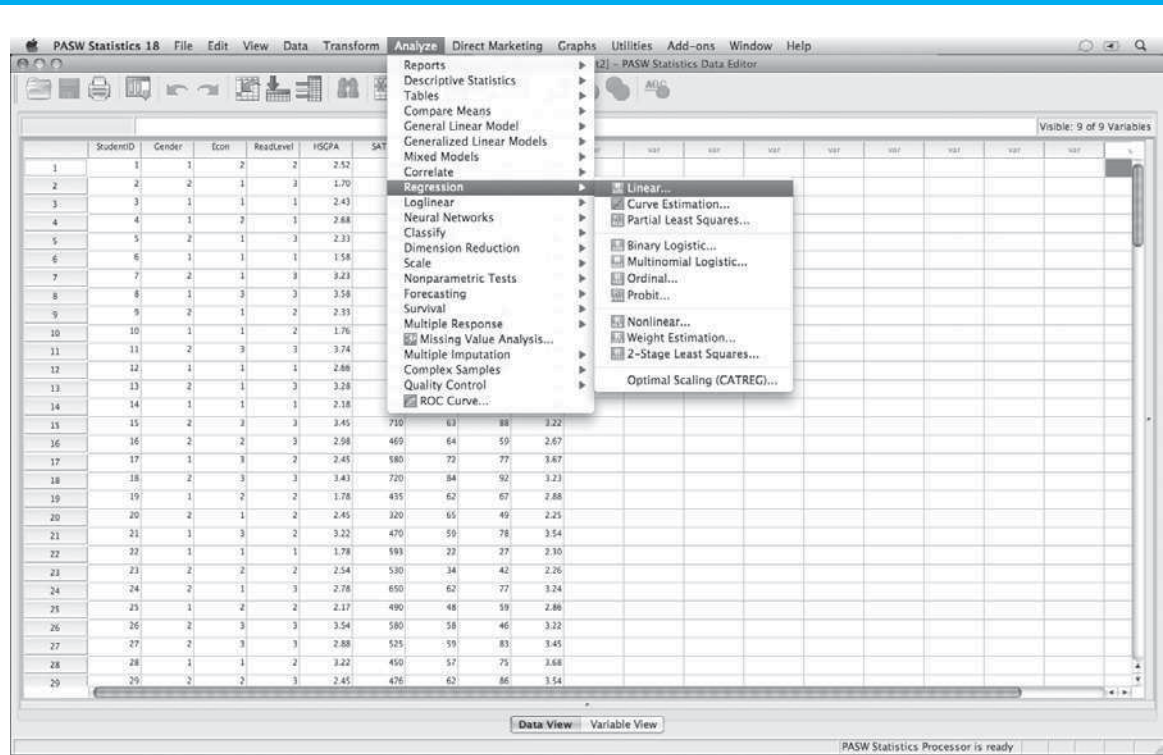 PASW Statistics 18 File Edit View Data Transform Analyze Direct Marketing Graphs Utilities Add-ons Window Help
t2] – PASW Statistics Data Editor
Reports
Descriptive Statistics
Tables
Compare Means
General Linear Model
Generalized Linear Models
Mixed Models
Correlate
Regression
Loglinear
Neural Networks
Classify
Dimension Reduction
Scale
Nonparametric Tests
Forecasting
Survival
Multiple Response
Missing Value Analysis...
Multiple Imputation
Complex Samples
Quality Control
ROC Curve...
Linear...
Curve Estimation...
Partial Least Squares...
Binary Logistic...
Multinomial Logistic...
Ordinal...
Probit...
Nonlinear...
Weight Estimation...
2-Stage Least Squares...
Optimal Scaling (CATREG)...
Visible: 9 of 9 Variables
StudentID Gender Econ ReadLevel HSGPA SAT var var var var var var var
1 1 1 2 2 2.52
2 2 2 1 3 1.70
3 3 1 1 1 2.43
4 4 1 2 1 2.68
5 5 2 1 3 2.33
6 6 1 1 1 1.58
7 7 2 1 3 3.23
8 8 1 3 3 3.58
9 9 2 1 2 2.33
10 10 1 1 2 1.76
11 11 2 3 3 3.74
12 12 1 1 1 2.66
13 13 2 1 3 3.28
14 14 1 1 1 2.18
15 15 2 3 3 3.45 710 63 88 3.22
16 16 2 2 3 2.98 469 64 59 2.67
17 17 1 3 2 2.45 580 72 77 3.67
18 18 2 3 3 3.43 720 84 92 3.23
19 19 1 2 2 1.78 435 62 67 2.88
20 20 2 1 2 2.45 320 65 49 2.25
21 21 1 3 2 3.22 470 59 78 3.54
22 22 1 1 1 1.78 593 22 27 2.30
23 23 2 2 2 2.54 530 34 42 2.26
24 24 2 1 3 2.78 650 62 77 3.24
25 25 1 2 2 2.17 490 48 59 2.86
26 26 2 3 3 3.54 580 58 46 3.22
27 27 2 3 3 2.88 525 59 83 3.45
28 28 1 1 2 3.22 450 57 75 3.68
29 29 2 2 3 2.45 476 62 86 3.54
Data View Variable View
PASW Statistics Processor is ready